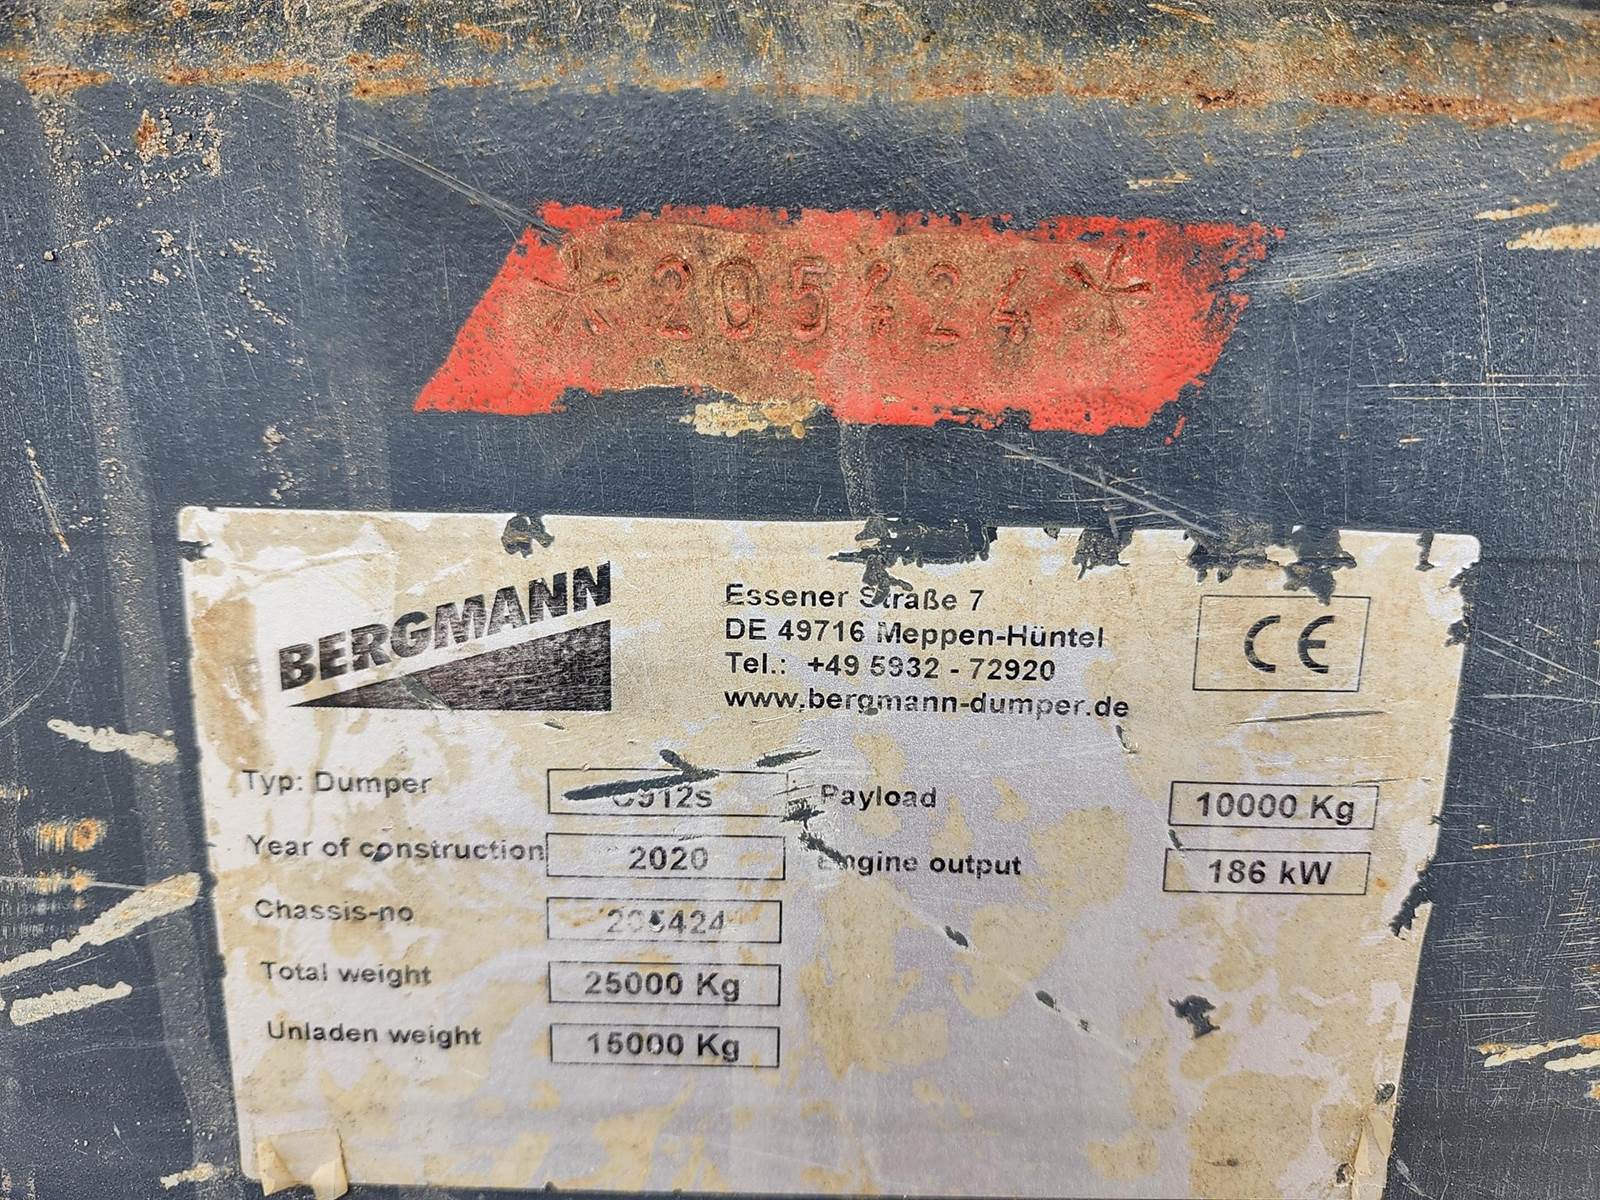 *205424*
BERGMANN
Essener Straße 7
DE 49716 Meppen-Hüntel
Tel.: +49 5932 - 72920
www.bergmann-dumper.de
CE
Typ: Dumper C912s
Payload 10000 Kg
Year of construction 2020
Engine output 186 kW
Chassis-no 205424
Total weight 25000 Kg
Unladen weight 15000 Kg